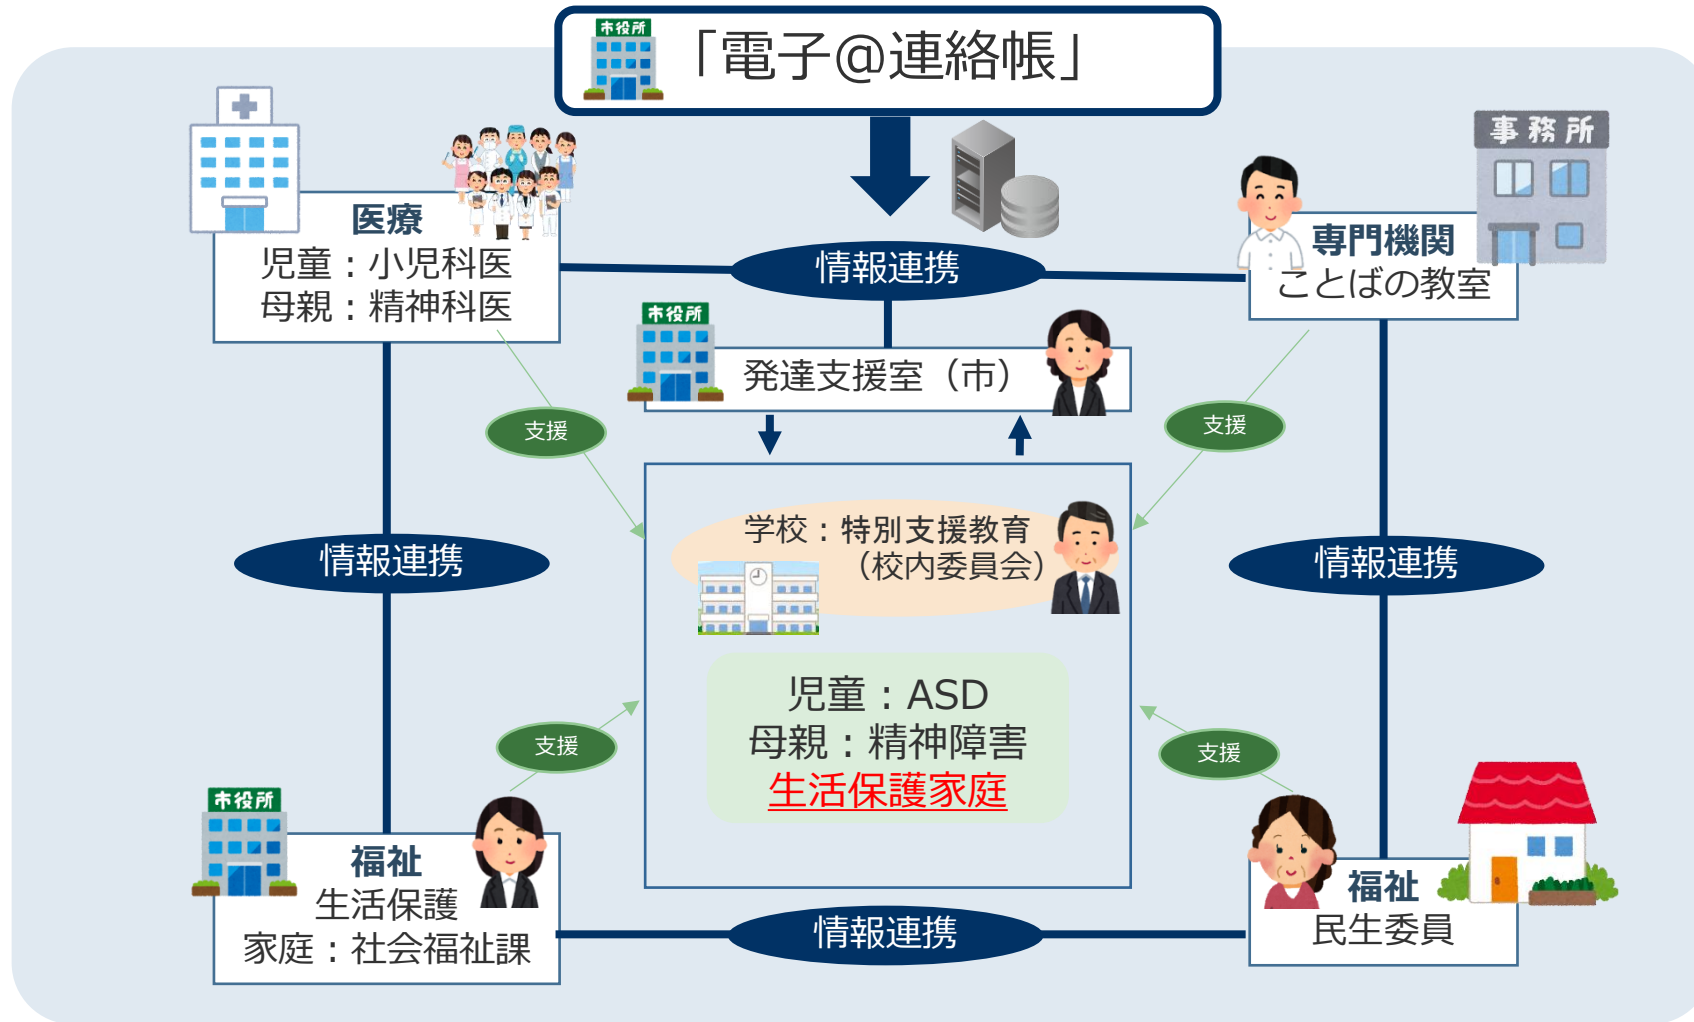 市役所
「電子@連絡帳」
医療
児童：小児科医
母親：精神科医
情報連携
事務所
専門機関
ことばの教室
市役所
発達支援室（市）
支援
支援
学校：特別支援教育
（校内委員会）
情報連携
情報連携
児童：ASD
母親：精神障害
生活保護家庭
支援
支援
市役所
福祉
生活保護
家庭：社会福祉課
情報連携
福祉
民生委員